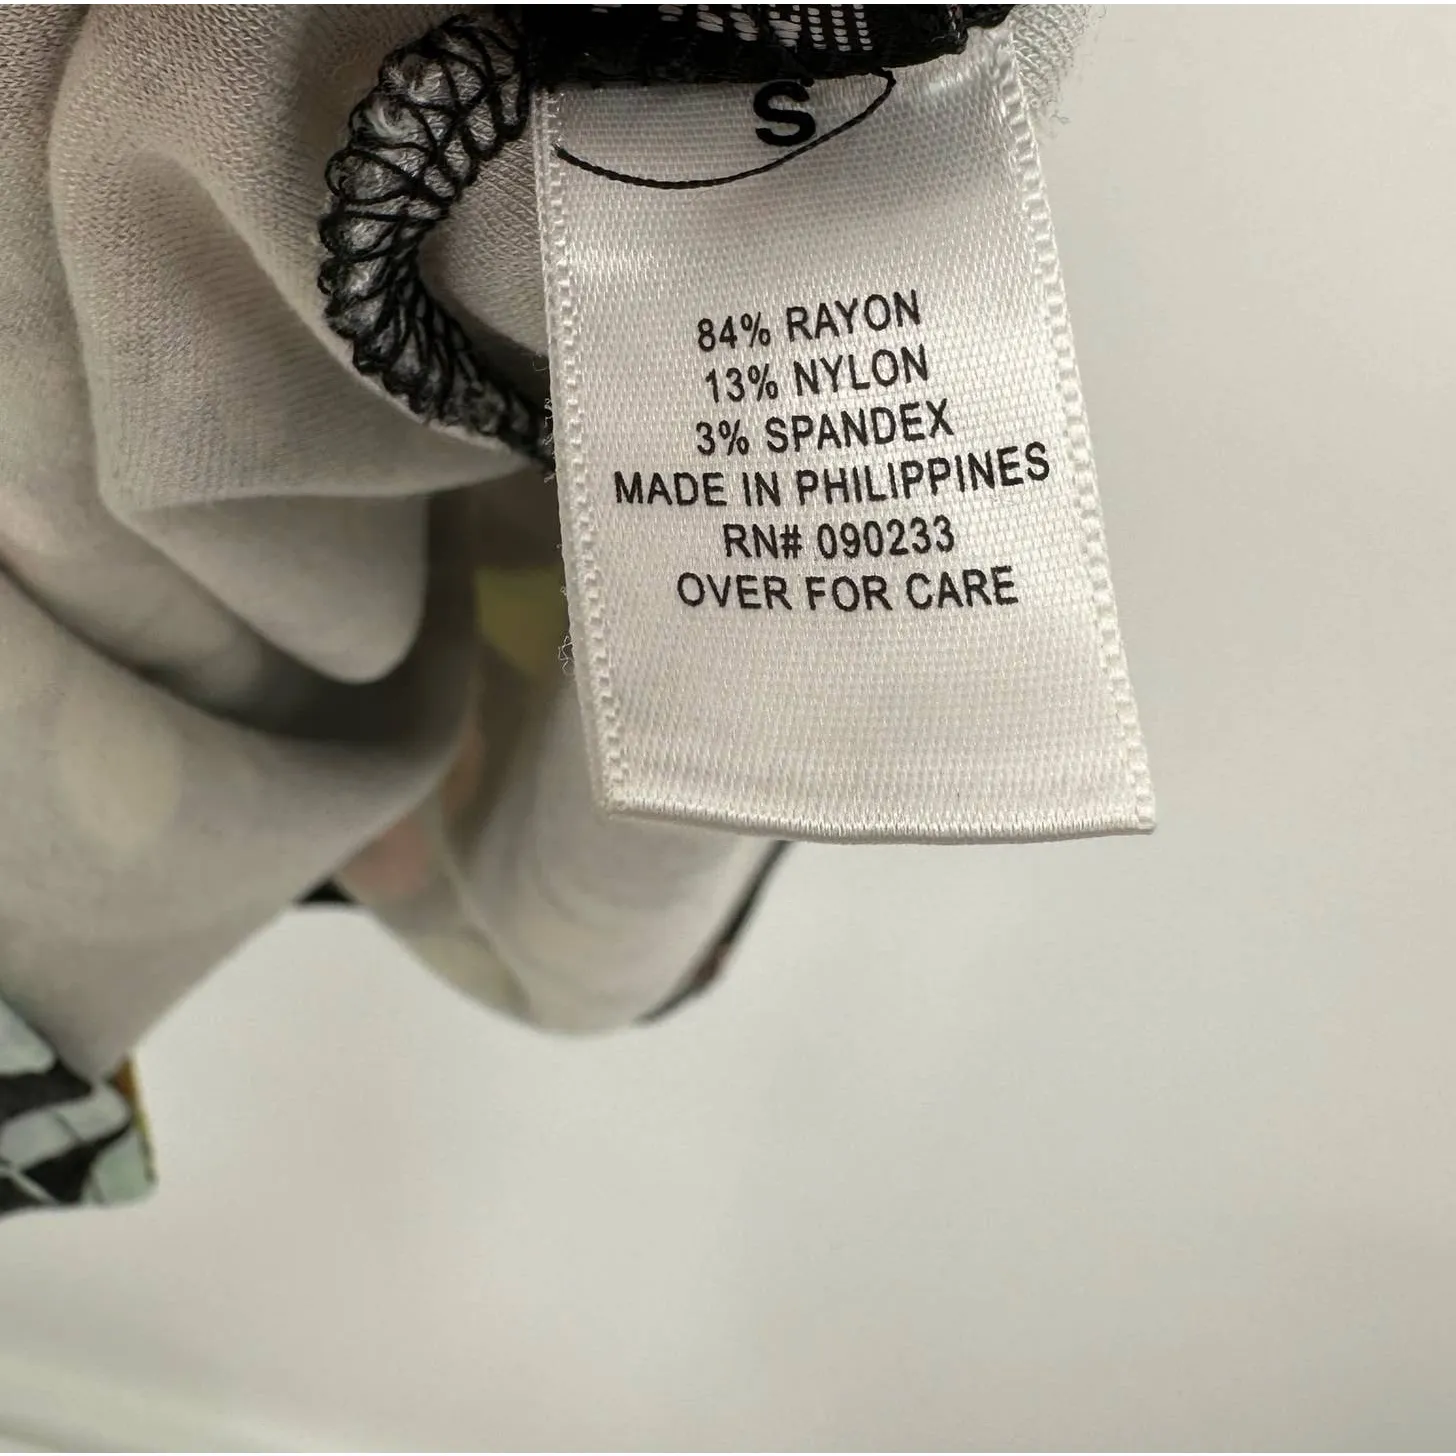 S
84% RAYON
13% NYLON
3% SPANDEX
MADE IN PHILIPPINES
RN# 090233
OVER FOR CARE